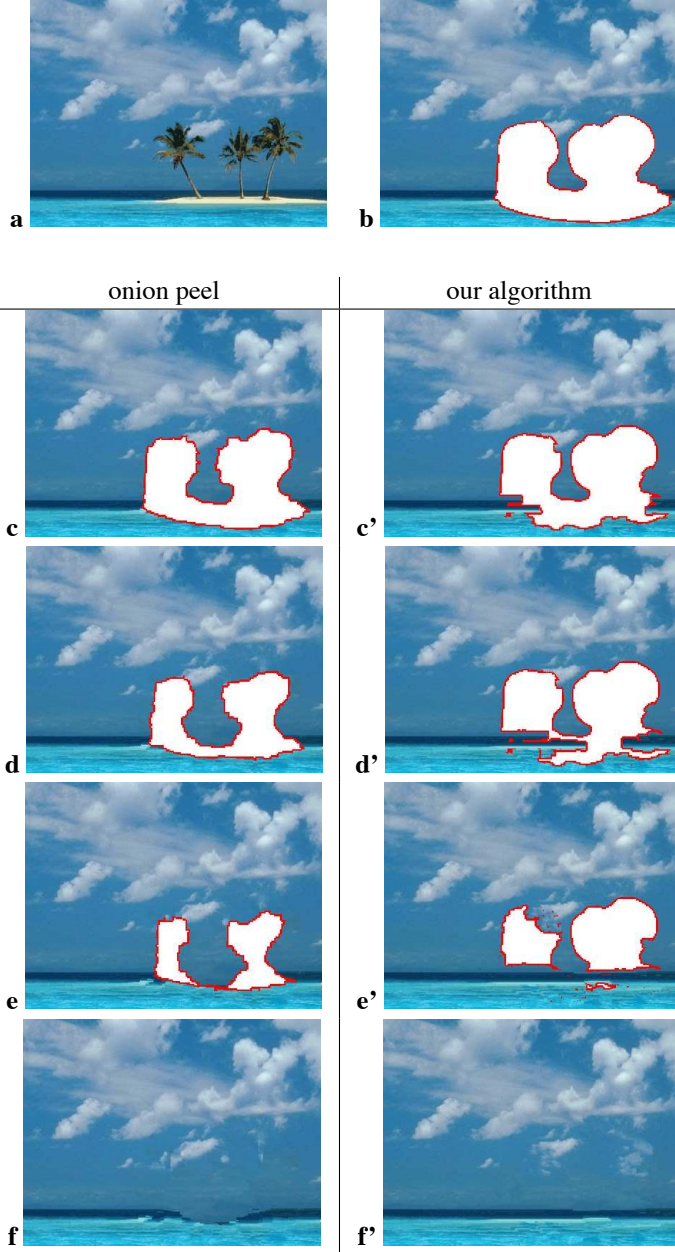 a b
onion peel our algorithm
c c’
d d’
e e’
f f’